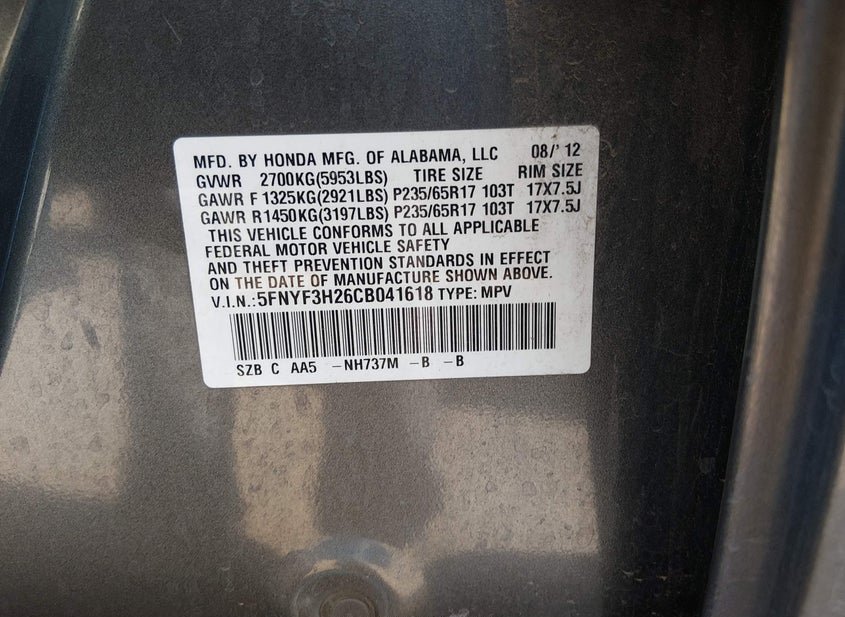 MFD. BY HONDA MFG. OF ALABAMA, LLC 08/'12
GVWR 2700KG(5953LBS) TIRE SIZE RIM SIZE
GAWR F 1325KG(2921LBS) P235/65R17 103T 17X7.5J
GAWR R1450KG(3197LBS) P235/65R17 103T 17X7.5J
THIS VEHICLE CONFORMS TO ALL APPLICABLE
FEDERAL MOTOR VEHICLE SAFETY
AND THEFT PREVENTION STANDARDS IN EFFECT
ON THE DATE OF MANUFACTURE SHOWN ABOVE.
V.I.N.:5FNYF3H26CB041618 TYPE: MPV
SZB C AA5 -NH737M -B -B